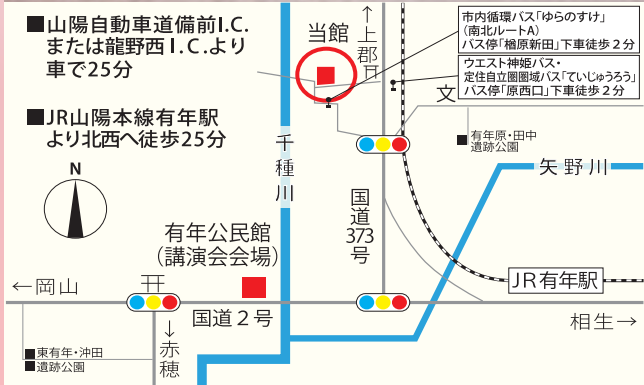 ■山陽自動車道備前I.C.
または龍野西I.C.より
車で25分
■JR山陽本線有年駅
より北西へ徒歩25分
N
当館
↑上郡
市内循環バス「ゆらのすけ」
(南北ルートA)
バス停「楢原新田」下車徒歩2分
ウエスト神姫バス・
定住自立圏圏域バス「ていじゅうろう」
バス停「原西口」下車徒歩2分
文
■有年原・田中
遺跡公園
千種川
矢野川
国道373号
有年公民館
(講演会会場)
JR有年駅
←岡山
国道2号
相生→
↓赤穂
■東有年・沖田
■遺跡公園